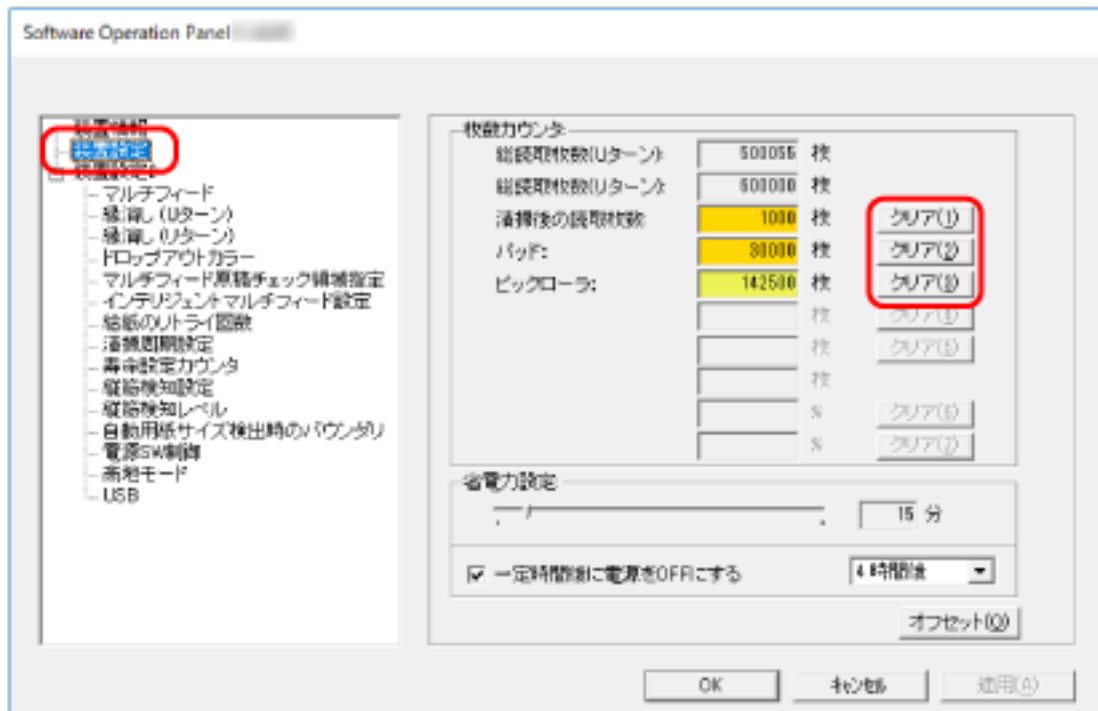 Software Operation Panel
装置情報
装置設定
装置設定2
マルチフィード
縁消し (Uターン)
縁消し (リターン)
ドロップアウトカラー
マルチフィード原稿チェック領域指定
インテリジェントマルチフィード設定
給紙のリトライ回数
清掃周期設定
寿命設定カウンタ
縦筋検知設定
縦筋検知レベル
自動用紙サイズ検出時のバウンダリ
電源SW制御
高地モード
USB
枚数カウンタ
総読取枚数(Uターン): 枚
総読取枚数(Uターン): 600000 枚
清掃後の読取枚数: 1000 枚 クリア(1)
パッド: 30000 枚 クリア(2)
ピックローラ: 142500 枚 クリア(3)
枚 クリア(4)
枚 クリア(5)
枚
% クリア(6)
% クリア(7)
省電力設定
15 分
一定時間後に電源をOFFにする 4 時間後
オフセット(O)
OK キャンセル 適用(A)